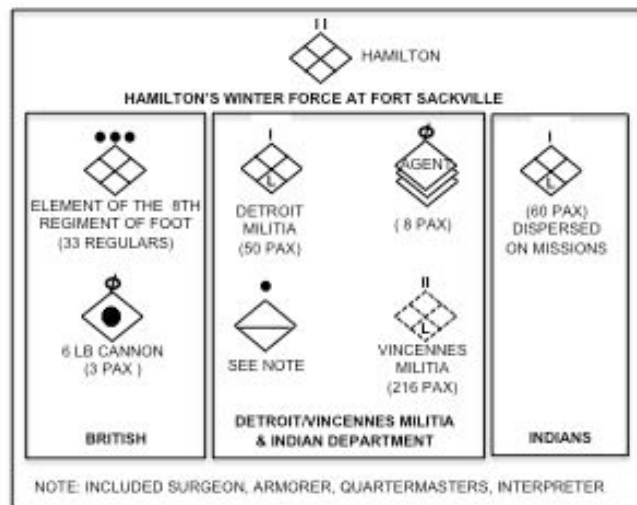 HAMILTON
HAMILTON'S WINTER FORCE AT FORT SACKVILLE
ELEMENT OF THE 8TH
REGIMENT OF FOOT
(33 REGULARS)
6 LB CANNON
(3 PAX )
BRITISH
L
DETROIT
MILITIA
(50 PAX)
AGENT
( 8 PAX)
SEE NOTE
L
VINCENNES
MILITIA
(216 PAX)
DETROIT/VINCENNES MILITIA
& INDIAN DEPARTMENT
L
(60 PAX)
DISPERSED
ON MISSIONS
INDIANS
NOTE: INCLUDED SURGEON, ARMORER, QUARTERMASTERS, INTERPRETER